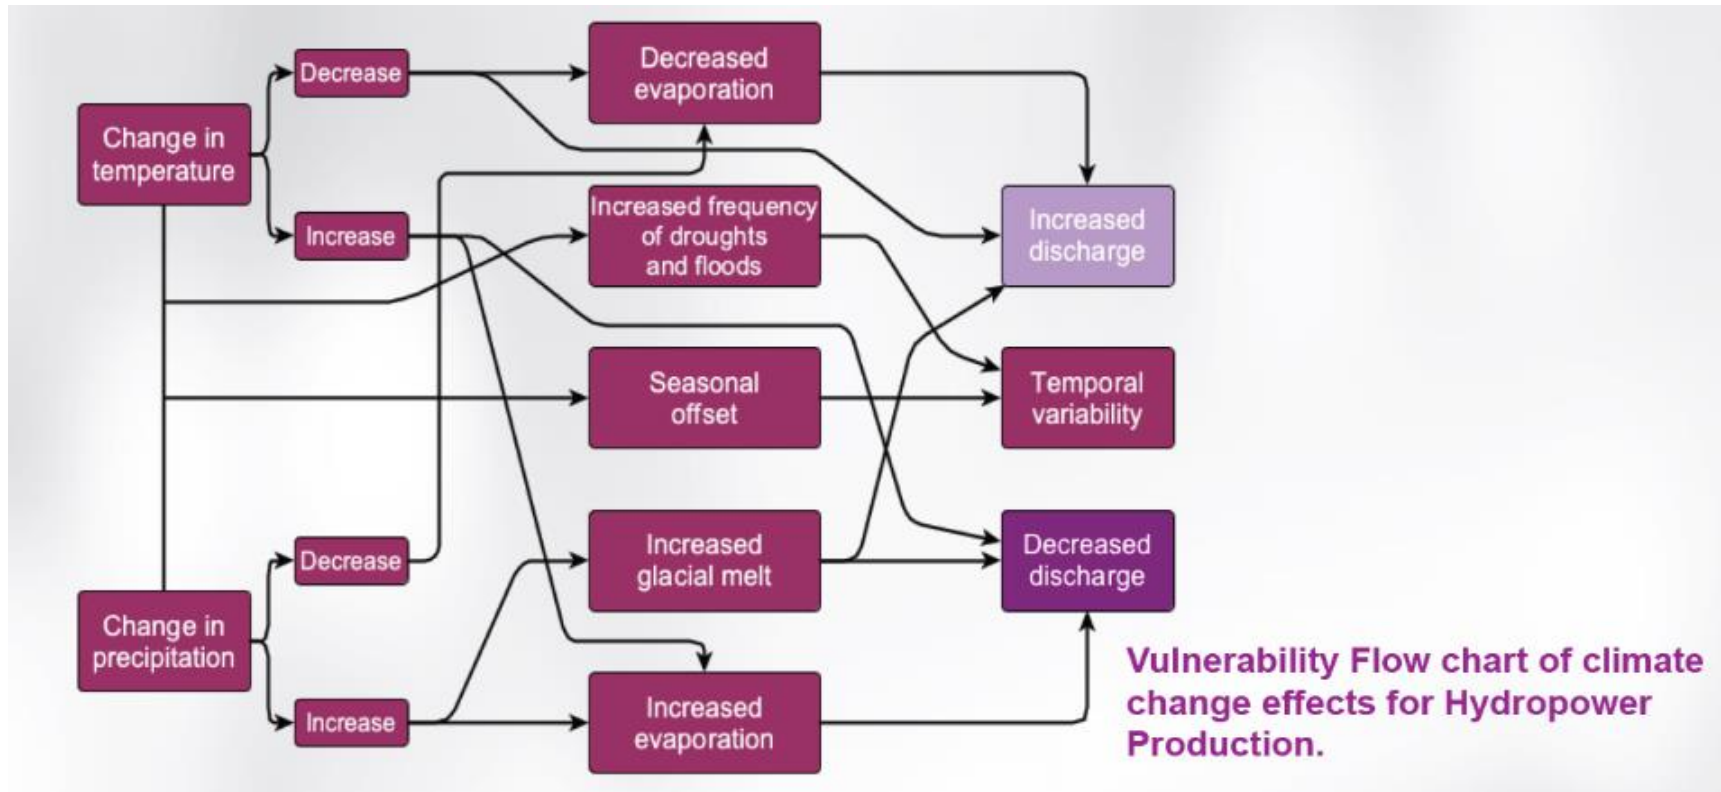 Change in
temperature
Decrease
Increase
Change in
precipitation
Decrease
Increase
Decreased
evaporation
Increased frequency
of droughts
and floods
Seasonal
offset
Increased
glacial melt
Increased
evaporation
Increased
discharge
Temporal
variability
Decreased
discharge
Vulnerability Flow chart of climate
change effects for Hydropower
Production.